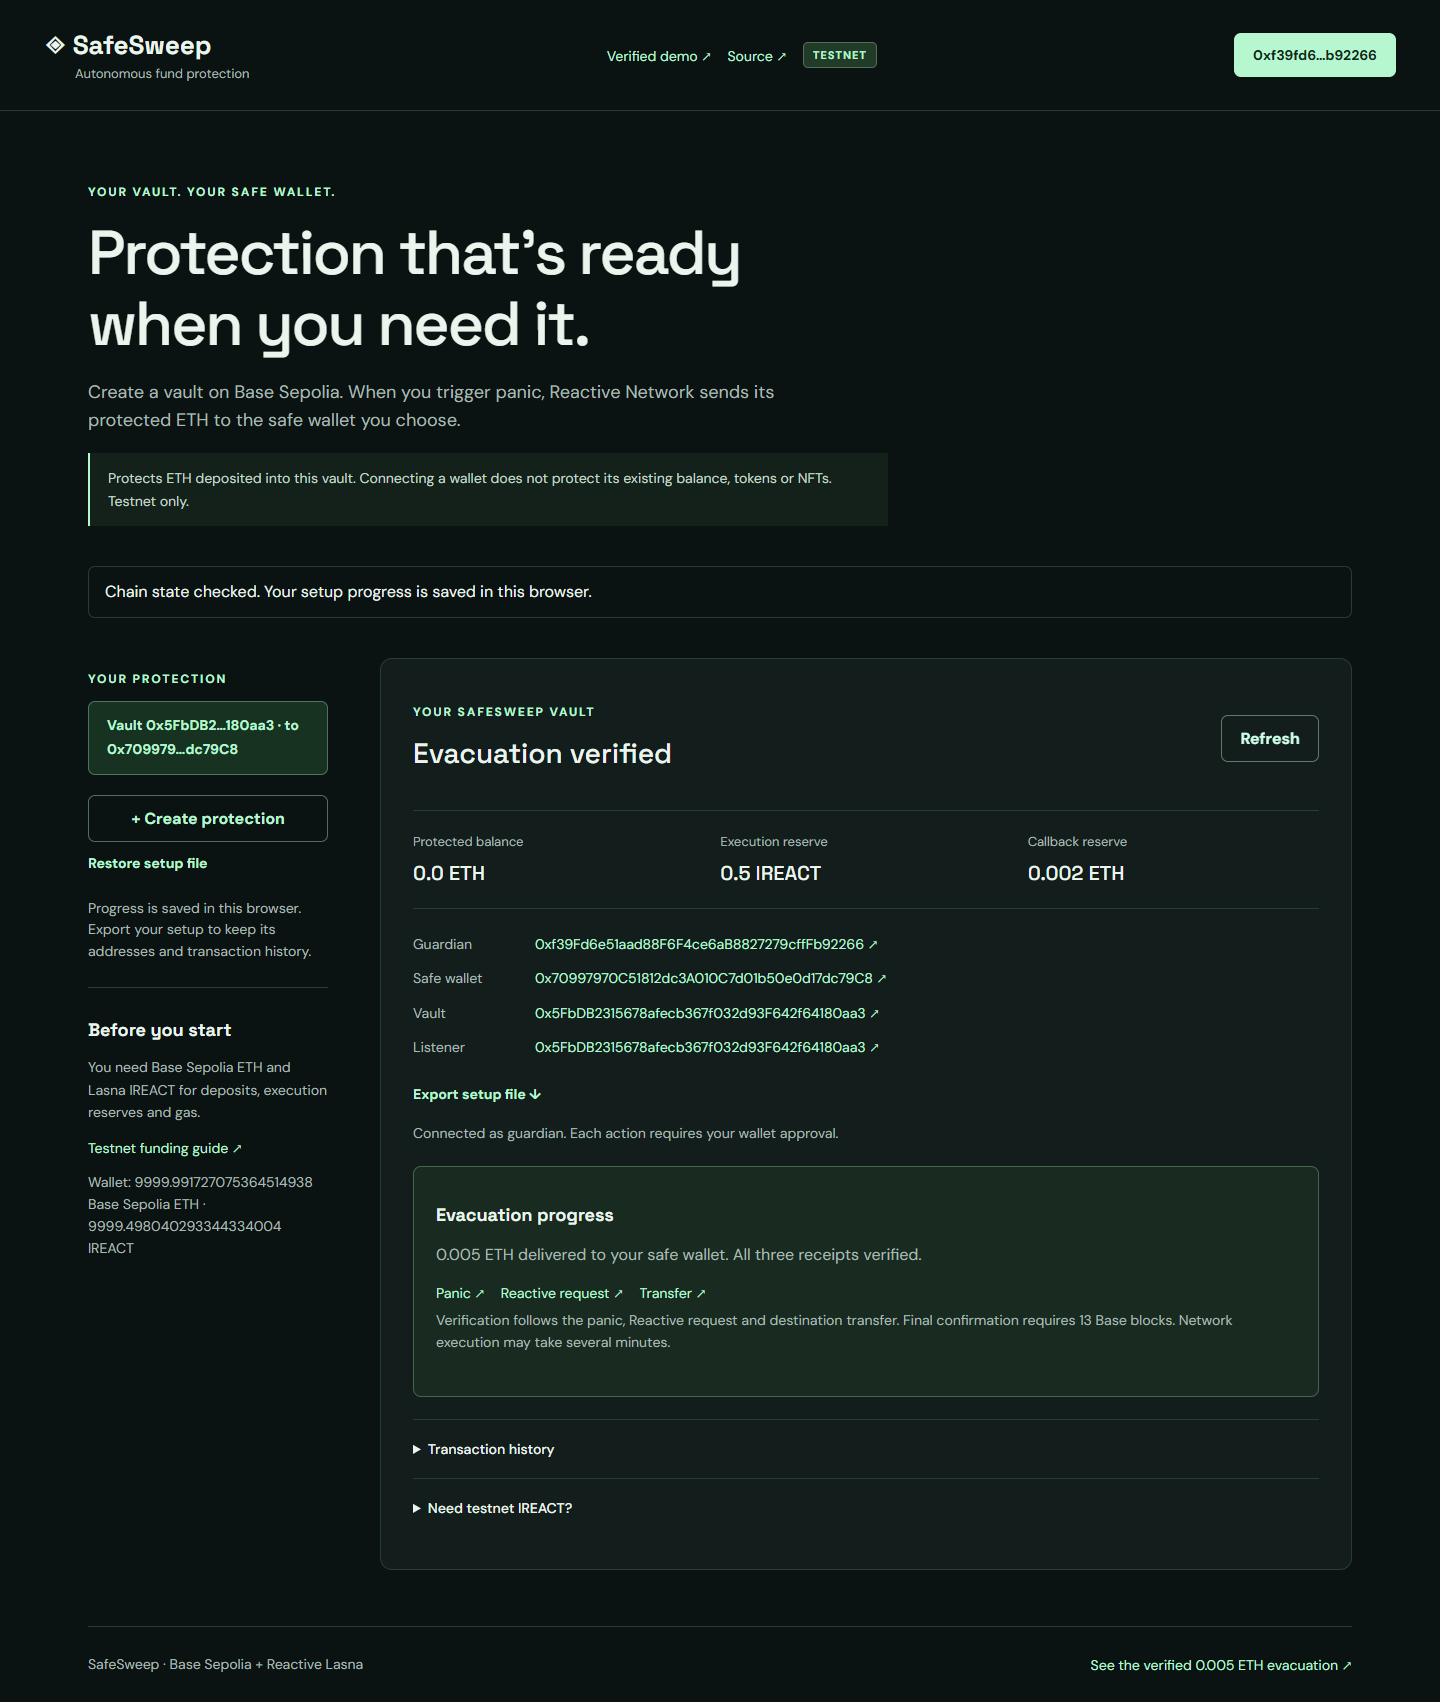 SafeSweep
Autonomous fund protection
Verified demo ↗
Source ↗
TESTNET
0xf39fd6...b92266
YOUR VAULT. YOUR SAFE WALLET.
Protection that’s ready
when you need it.
Create a vault on Base Sepolia. When you trigger panic, Reactive Network sends its
protected ETH to the safe wallet you choose.
Protects ETH deposited into this vault. Connecting a wallet does not protect its existing balance, tokens or NFTs.
Testnet only.
Chain state checked. Your setup progress is saved in this browser.
YOUR PROTECTION
Vault 0x5FbDB2...180aa3 · to
0x709979...dc79C8
+ Create protection
Restore setup file
Progress is saved in this browser.
Export your setup to keep its
addresses and transaction history.
Before you start
You need Base Sepolia ETH and
Lasna lREACT for deposits, execution
reserves and gas.
Testnet funding guide ↗
Wallet: 9999.991727075364514938
Base Sepolia ETH ·
9999.498040293344334004
lREACT
YOUR SAFESWEEP VAULT
Evacuation verified
Refresh
Protected balance
0.0 ETH
Execution reserve
0.5 lREACT
Callback reserve
0.002 ETH
Guardian
0xf39Fd6e51aad88F6F4ce6aB8827279cffFb92266 ↗
Safe wallet
0x70997970C51812dc3A010C7d01b50e0d17dc79C8 ↗
Vault
0x5FbDB2315678afecb367f032d93F642f64180aa3 ↗
Listener
0x5FbDB2315678afecb367f032d93F642f64180aa3 ↗
Export setup file ↓
Connected as guardian. Each action requires your wallet approval.
Evacuation progress
0.005 ETH delivered to your safe wallet. All three receipts verified.
Panic ↗
Reactive request ↗
Transfer ↗
Verification follows the panic, Reactive request and destination transfer. Final confirmation requires 13 Base blocks. Network
execution may take several minutes.
Transaction history
Need testnet lREACT?
SafeSweep · Base Sepolia + Reactive Lasna
See the verified 0.005 ETH evacuation ↗